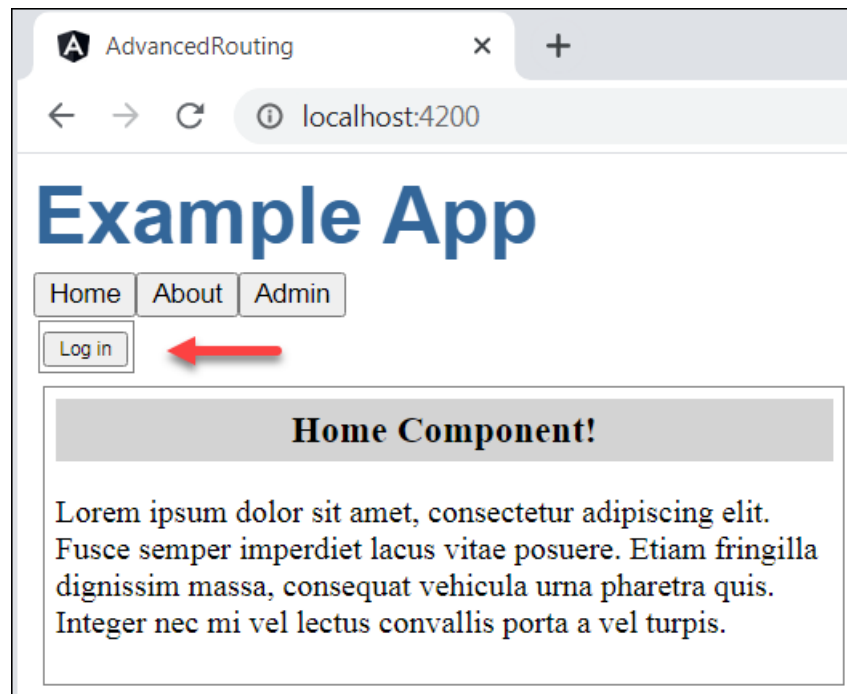 AdvancedRouting
localhost:4200
Example App
Home About Admin
Log in
Home Component!
Lorem ipsum dolor sit amet, consectetur adipiscing elit.
Fusce semper imperdiet lacus vitae posuere. Etiam fringilla
dignissim massa, consequat vehicula urna pharetra quis.
Integer nec mi vel lectus convallis porta a vel turpis.